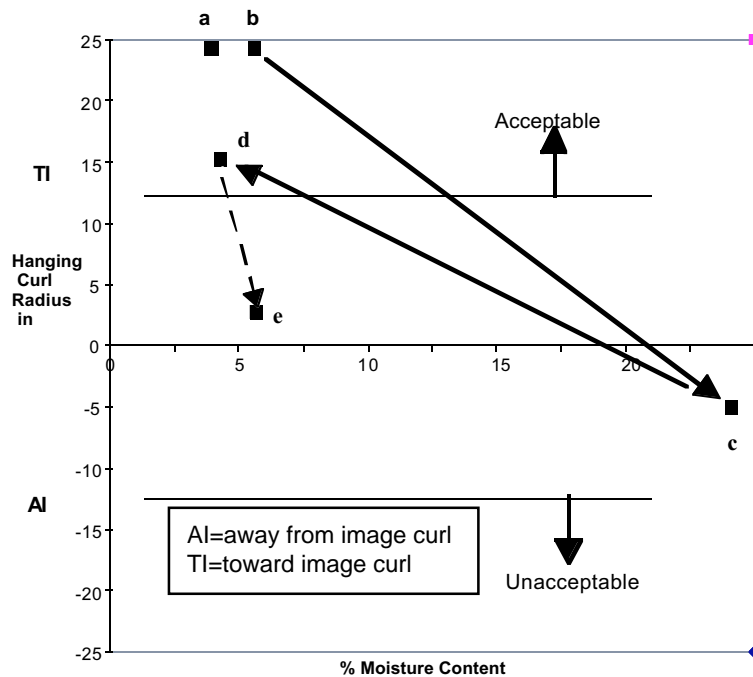 a b
25
20
Acceptable
d
15
TI
10
Hanging
Curl
Radius
in
5
e
0
0 5 10 15 20
-5
c
-10
AI
AI=away from image curl
TI=toward image curl
-15
Unacceptable
-20
-25
% Moisture Content